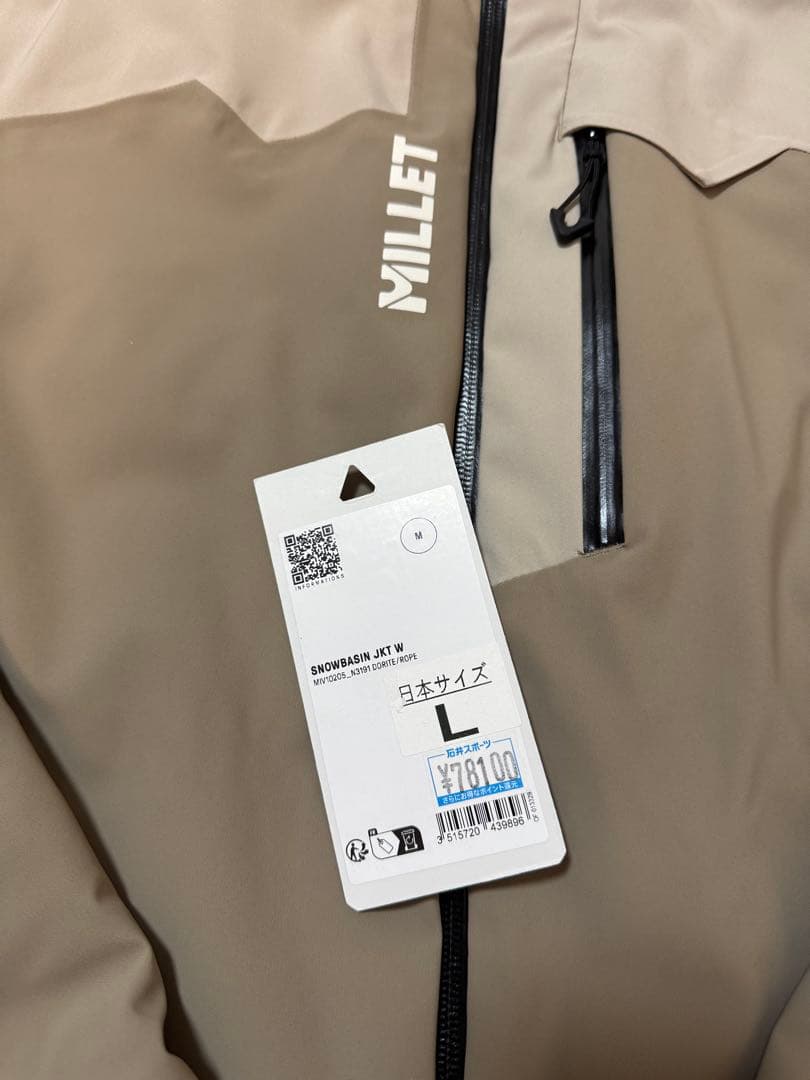 MILLET
M
INFORMATIONS
SNOWBASIN JKT W
MIV10205_N3191 DORITE/ROPE
日本サイズ
L
石井スポーツ
¥78100
さらにお得なポイント還元
3 515720 439896
FR